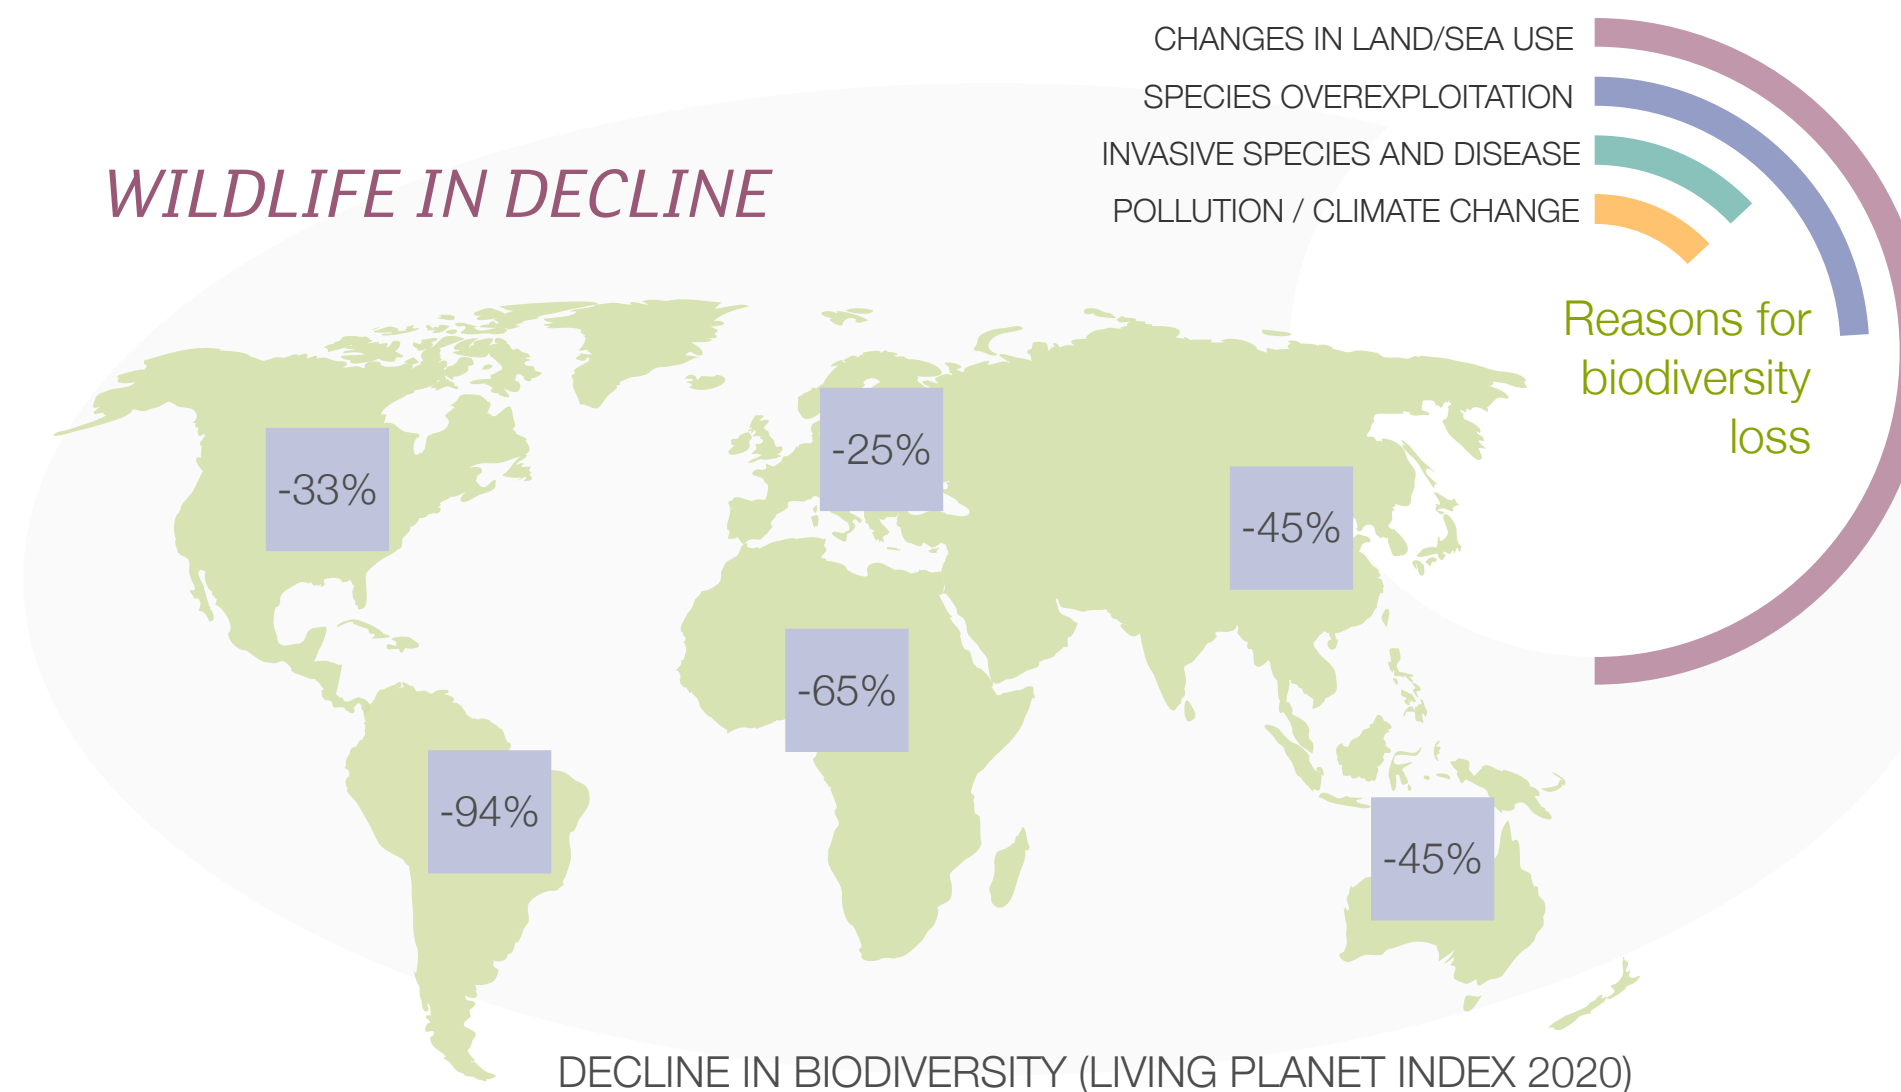 CHANGES IN LAND/SEA USE
SPECIES OVEREXPLOITATION
INVASIVE SPECIES AND DISEASE
POLLUTION / CLIMATE CHANGE
WILDLIFE IN DECLINE
Reasons for
biodiversity
loss
-33%
-25%
-45%
-65%
-94%
-45%
DECLINE IN BIODIVERSITY (LIVING PLANET INDEX 2020)